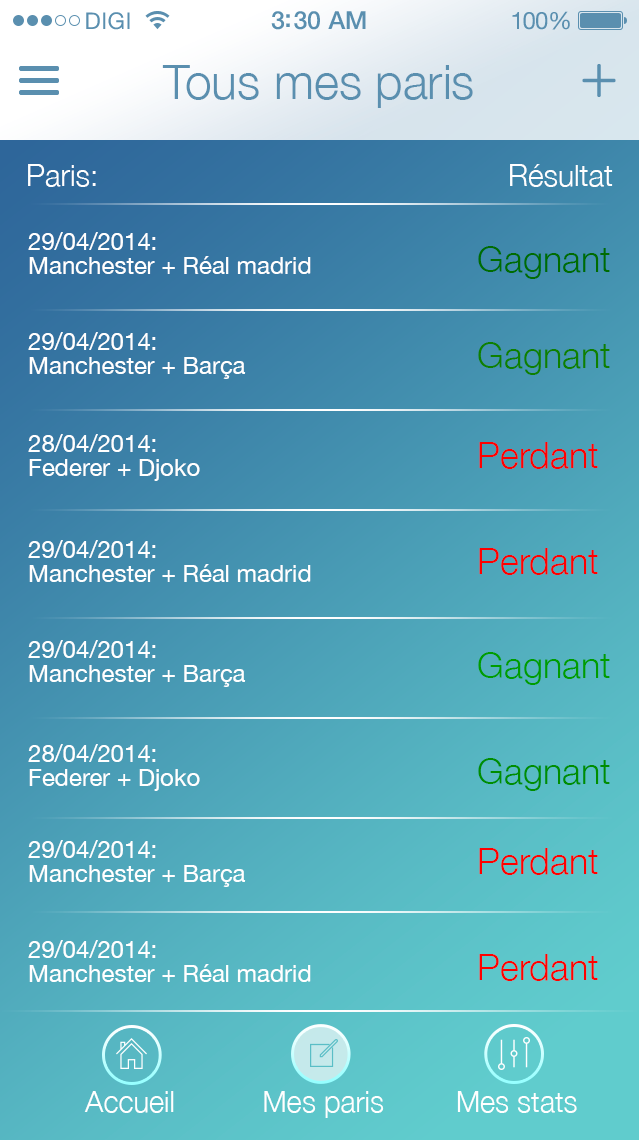 DIGI 3:30 AM 100%
Tous mes paris
Paris: Résultat
29/04/2014:
Manchester + Réal madrid
Gagnant
29/04/2014:
Manchester + Barça
Gagnant
28/04/2014:
Federer + Djoko
Perdant
29/04/2014:
Manchester + Réal madrid
Perdant
29/04/2014:
Manchester + Barça
Gagnant
28/04/2014:
Federer + Djoko
Gagnant
29/04/2014:
Manchester + Barça
Perdant
29/04/2014:
Manchester + Réal madrid
Perdant
Accueil Mes paris Mes stats